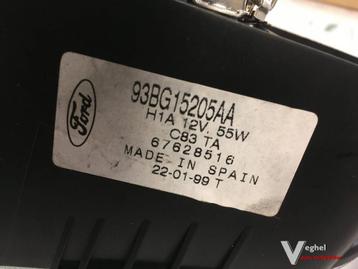 Ford
93BG15205AA
H1A 12V. 55W
C83 TA
67628516
MADE IN SPAIN
22-01-99 T
Veghel